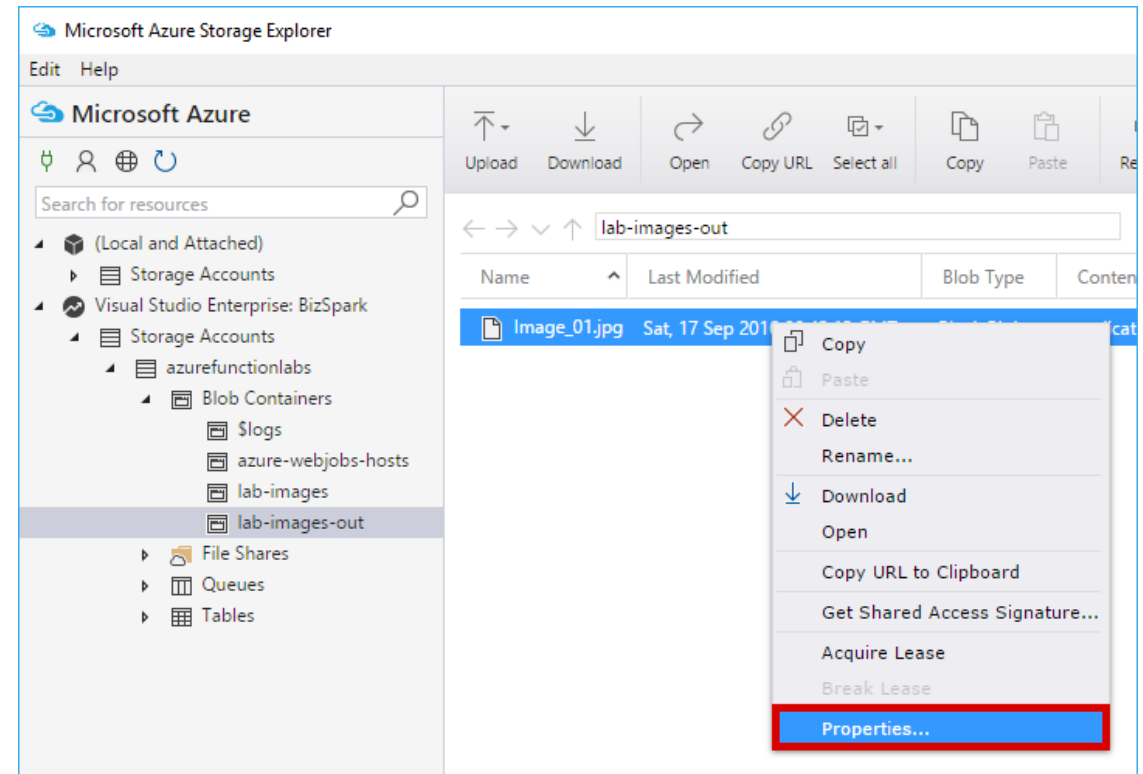 Microsoft Azure Storage Explorer
Edit Help
Microsoft Azure
Search for resources
(Local and Attached)
Storage Accounts
Visual Studio Enterprise: BizSpark
Storage Accounts
azurefunctionlabs
Blob Containers
$logs
azure-webjobs-hosts
lab-images
lab-images-out
File Shares
Queues
Tables
Upload Download Open Copy URL Select all Copy Paste Re
lab-images-out
Name Last Modified Blob Type Conten
Image_01.jpg Sat, 17 Sep
Copy
Paste
Delete
Rename...
Download
Open
Copy URL to Clipboard
Get Shared Access Signature...
Acquire Lease
Break Lease
Properties...